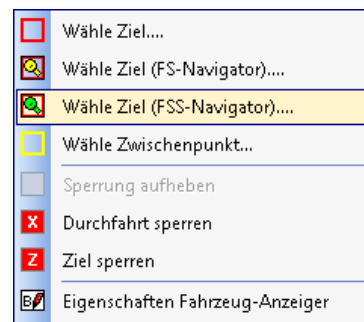 Wähle Ziel....
Wähle Ziel (FS-Navigator)....
Wähle Ziel (FSS-Navigator)....
Wähle Zwischenpunkt...
Sperrung aufheben
X Durchfahrt sperren
Z Ziel sperren
B Eigenschaften Fahrzeug-Anzeiger